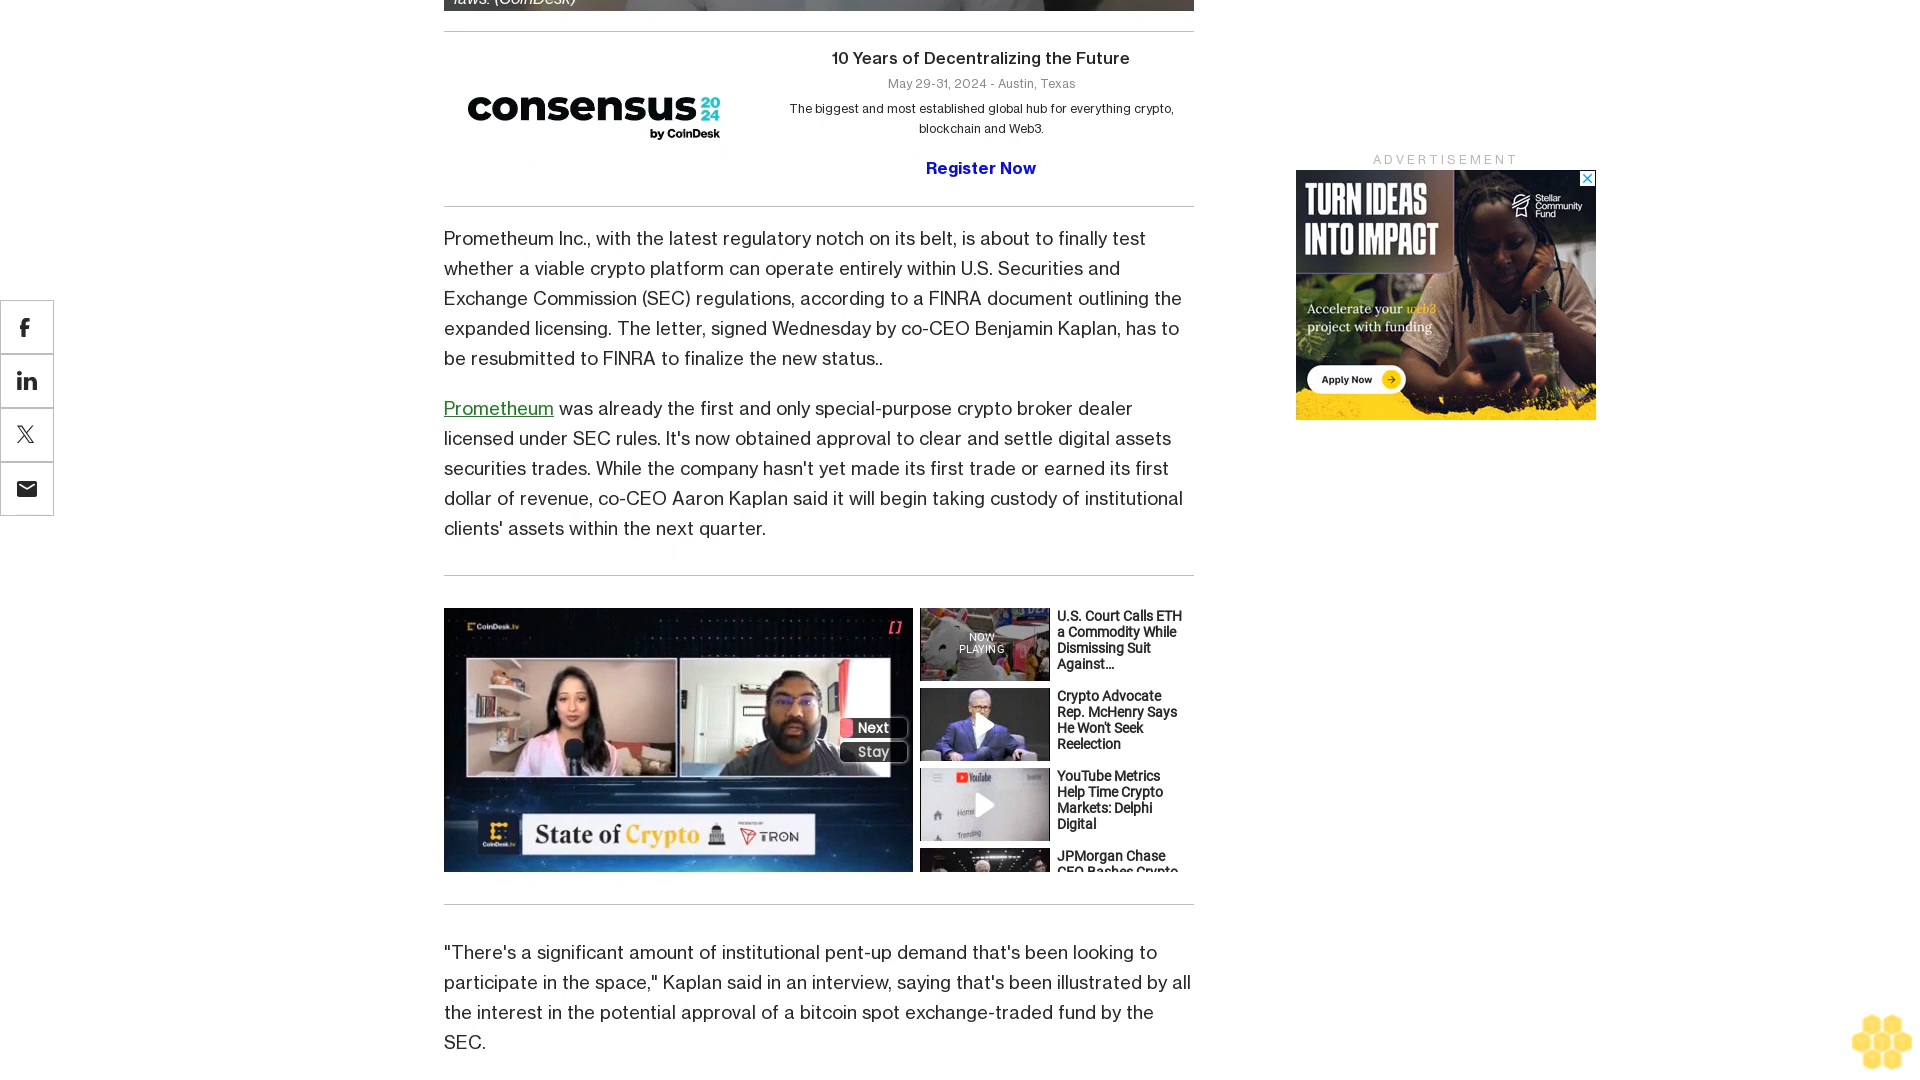 laws. (CoinDesk)
10 Years of Decentralizing the Future
May 29-31, 2024 - Austin, Texas
The biggest and most established global hub for everything crypto,
blockchain and Web3.
Register Now
consensus 2024
by CoinDesk
Prometheum Inc., with the latest regulatory notch on its belt, is about to finally test
whether a viable crypto platform can operate entirely within U.S. Securities and
Exchange Commission (SEC) regulations, according to a FINRA document outlining the
expanded licensing. The letter, signed Wednesday by co-CEO Benjamin Kaplan, has to
be resubmitted to FINRA to finalize the new status..
Prometheum was already the first and only special-purpose crypto broker dealer
licensed under SEC rules. It's now obtained approval to clear and settle digital assets
securities trades. While the company hasn't yet made its first trade or earned its first
dollar of revenue, co-CEO Aaron Kaplan said it will begin taking custody of institutional
clients' assets within the next quarter.
CoinDesk.tv
Next
Stay
CoinDesk.tv
State of Crypto
PRESENTED BY
TRON
NOW
PLAYING
U.S. Court Calls ETH
a Commodity While
Dismissing Suit
Against...
Crypto Advocate
Rep. McHenry Says
He Won't Seek
Reelection
YouTube
Home
Trending
YouTube Metrics
Help Time Crypto
Markets: Delphi
Digital
JPMorgan Chase
CEO Bashes Crypto
"There's a significant amount of institutional pent-up demand that's been looking to
participate in the space," Kaplan said in an interview, saying that's been illustrated by all
the interest in the potential approval of a bitcoin spot exchange-traded fund by the
SEC.
ADVERTISEMENT
TURN IDEAS
INTO IMPACT
Stellar
Community
Fund
Accelerate your web3
project with funding
Apply Now